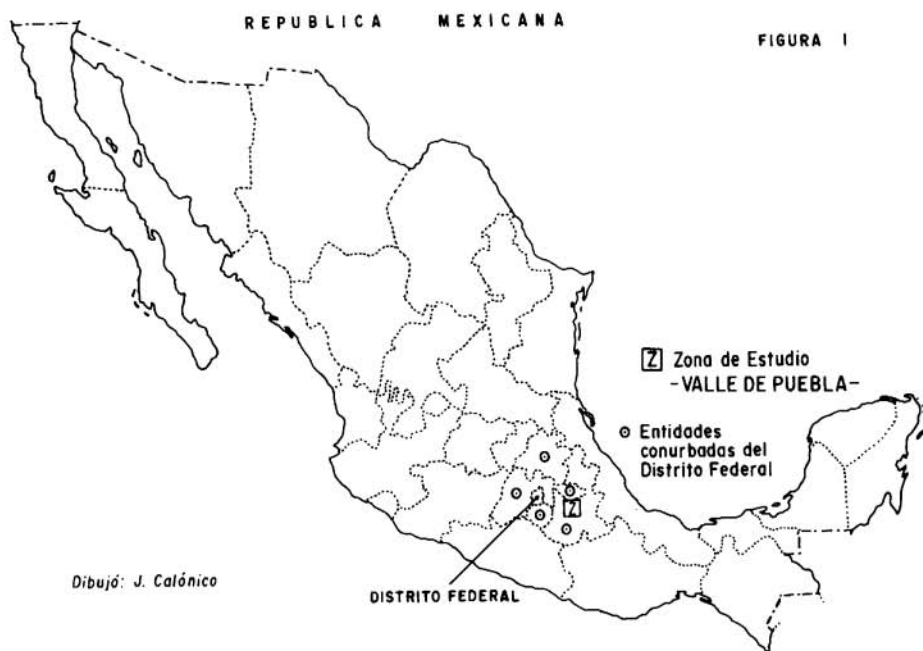 REPUBLICA MEXICANA
FIGURA I
Z Zona de Estudio
-VALLE DE PUEBLA-
Entidades
conurbadas del
Distrito Federal
Z
Dibujó: J. Calónico
DISTRITO FEDERAL